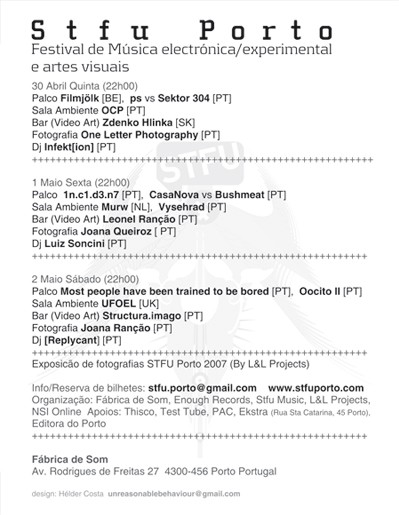 Stfu Porto
Festival de Música electrónica/experimental
e artes visuais
30 Abril Quinta (22h00)
Palco Filmjölk [BE], ps vs Sektor 304 [PT]
Sala Ambiente OCP [PT]
Bar (Video Art) Zdenko Hlinka [SK]
Fotografia One Letter Photography [PT]
Dj Infekt[ion] [PT]
++++++++++++++++++++++++++++++++++++++++++++++++++++++++
STFU
1 Maio Sexta (22h00)
Palco 1n.c1.d3.n7 [PT], CasaNova vs Bushmeat [PT]
Sala Ambiente Murw [NL], Vysehrad [PT]
Bar (Video Art) Leonel Ranção [PT]
Fotografia Joana Queiroz [ PT]
Dj Luiz Soncini [PT]
++++++++++++++++++++++++++++++++++++++++++++++++++++++++
2 Maio Sábado (22h00)
Palco Most people have been trained to be bored [PT], Oocito II [PT]
Sala Ambiente UFOEL [UK]
Bar (Video Art) Structura.imago [PT]
Fotografia Joana Ranção [PT]
Dj [Replycant] [PT]
++++++++++++++++++++++++++++++++++++++++++++++++++++++++
Exposicão de fotografias STFU Porto 2007 (By L&L Projects)
Info/Reserva de bilhetes: stfu.porto@gmail.com www.stfuporto.com
Organização: Fábrica de Som, Enough Records, Stfu Music, L&L Projects,
NSI Online Apoios: Thisco, Test Tube, PAC, Ekstra (Rua Sta Catarina, 45 Porto),
Editora do Porto
++++++++++++++++++++++++++++++++++++++++++++++++++++++++
Fábrica de Som
Av. Rodrigues de Freitas 27 4300-456 Porto Portugal
design: Hélder Costa unreasonablebehaviour@gmail.com